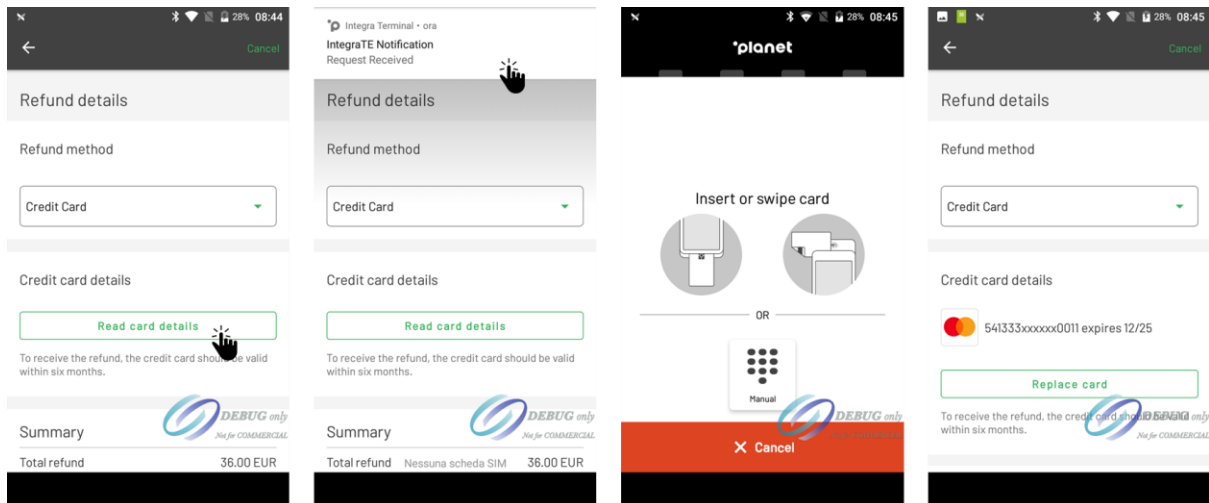 28% 08:44
Cancel
Refund details
Refund method
Credit Card
Credit card details
Read card details
To receive the refund, the credit card should be valid
within six months.
DEBUG only
Not for COMMERCIAL
Summary
Total refund 36.00 EUR
Integra Terminal • ora
IntegraTE Notification
Request Received
Refund details
Refund method
Credit Card
Credit card details
Read card details
To receive the refund, the credit card should be valid
within six months.
DEBUG only
Not for COMMERCIAL
Summary
Total refund Nessuna scheda SIM 36.00 EUR
28% 08:45
planet
Insert or swipe card
OR
Manual
DEBUG only
Not for COMMERCIAL
X Cancel
28% 08:45
Cancel
Refund details
Refund method
Credit Card
Credit card details
541333xxxxxx0011 expires 12/25
Replace card
To receive the refund, the credit card should be valid
within six months.
DEBUG only
Not for COMMERCIAL